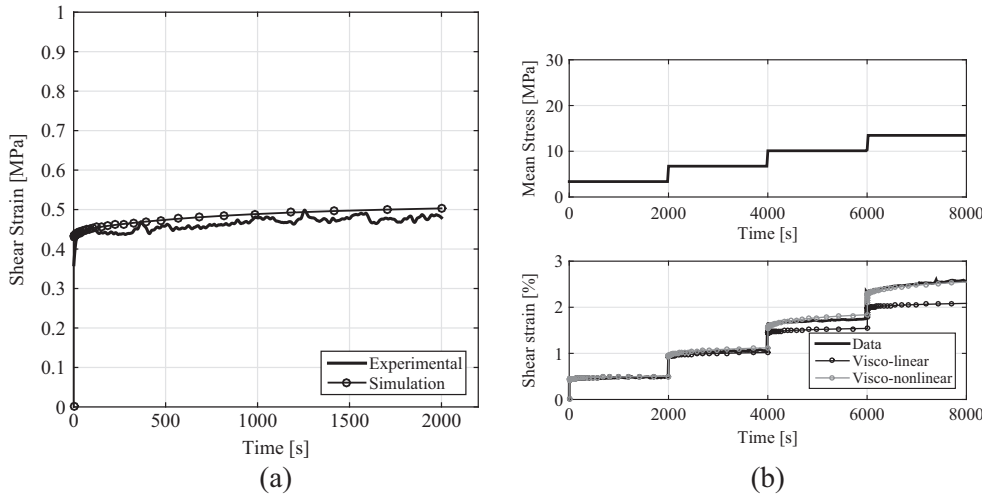 1
0.9
0.8
0.7
0.6
0.5
0.4
0.3
0.2
0.1
0
Shear Strain [MPa]
Experimental
Simulation
0 500 1000 1500 2000
Time [s]
(a)
30
20
10
0
Mean Stress [MPa]
0 2000 4000 6000 8000
Time [s]
3
2
1
0
Shear strain [%]
Data
Visco-linear
Visco-nonlinear
0 2000 4000 6000 8000
Time [s]
(b)